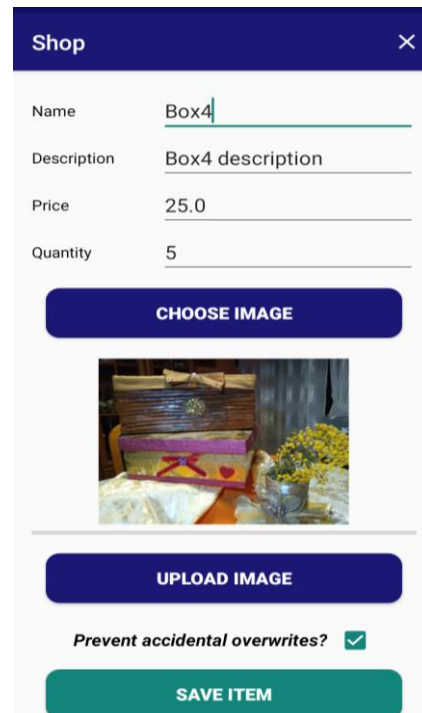 Shop
Name Box4
Description Box4 description
Price 25.0
Quantity 5
CHOOSE IMAGE
UPLOAD IMAGE
Prevent accidental overwrites?
SAVE ITEM